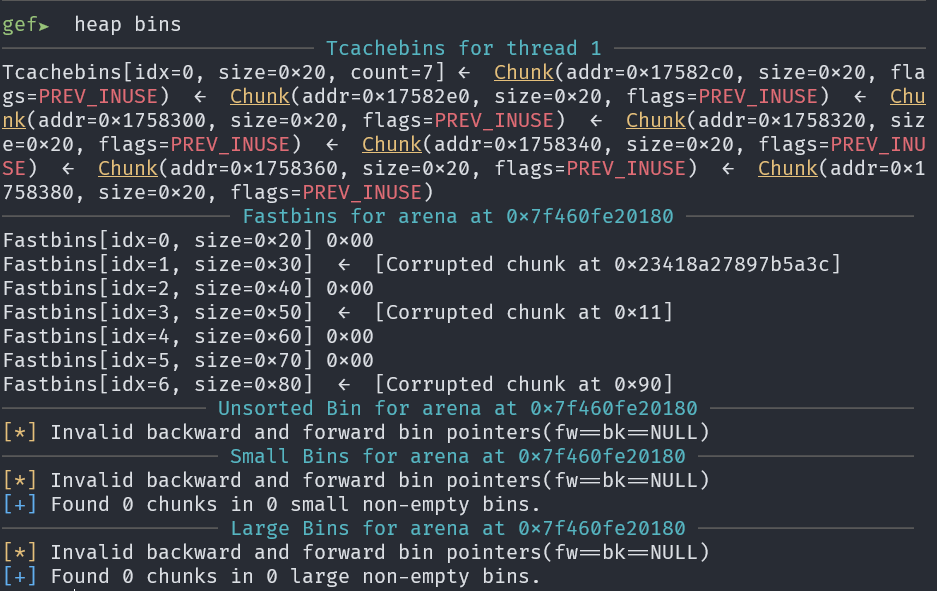 gef➤  heap bins
Tcachebins for thread 1
Tcachebins[idx=0, size=0×20, count=7] ←  Chunk(addr=0×17582c0, size=0×20, fla
gs=PREV_INUSE)  ←  Chunk(addr=0×17582e0, size=0×20, flags=PREV_INUSE)  ←  Chu
nk(addr=0×1758300, size=0×20, flags=PREV_INUSE)  ←  Chunk(addr=0×1758320, siz
e=0×20, flags=PREV_INUSE)  ←  Chunk(addr=0×1758340, size=0×20, flags=PREV_INU
SE)  ←  Chunk(addr=0×1758360, size=0×20, flags=PREV_INUSE)  ←  Chunk(addr=0×1
758380, size=0×20, flags=PREV_INUSE)
Fastbins for arena at 0×7f460fe20180
Fastbins[idx=0, size=0×20] 0×00
Fastbins[idx=1, size=0×30]  ←  [Corrupted chunk at 0×23418a27897b5a3c]
Fastbins[idx=2, size=0×40] 0×00
Fastbins[idx=3, size=0×50]  ←  [Corrupted chunk at 0×11]
Fastbins[idx=4, size=0×60] 0×00
Fastbins[idx=5, size=0×70] 0×00
Fastbins[idx=6, size=0×80]  ←  [Corrupted chunk at 0×90]
Unsorted Bin for arena at 0×7f460fe20180
[*] Invalid backward and forward bin pointers(fw==bk==NULL)
Small Bins for arena at 0×7f460fe20180
[*] Invalid backward and forward bin pointers(fw==bk==NULL)
[+] Found 0 chunks in 0 small non-empty bins.
Large Bins for arena at 0×7f460fe20180
[*] Invalid backward and forward bin pointers(fw==bk==NULL)
[+] Found 0 chunks in 0 large non-empty bins.